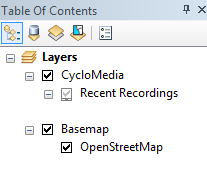 Table Of Contents
Layers
CycloMedia
Recent Recordings
Basemap
OpenStreetMap